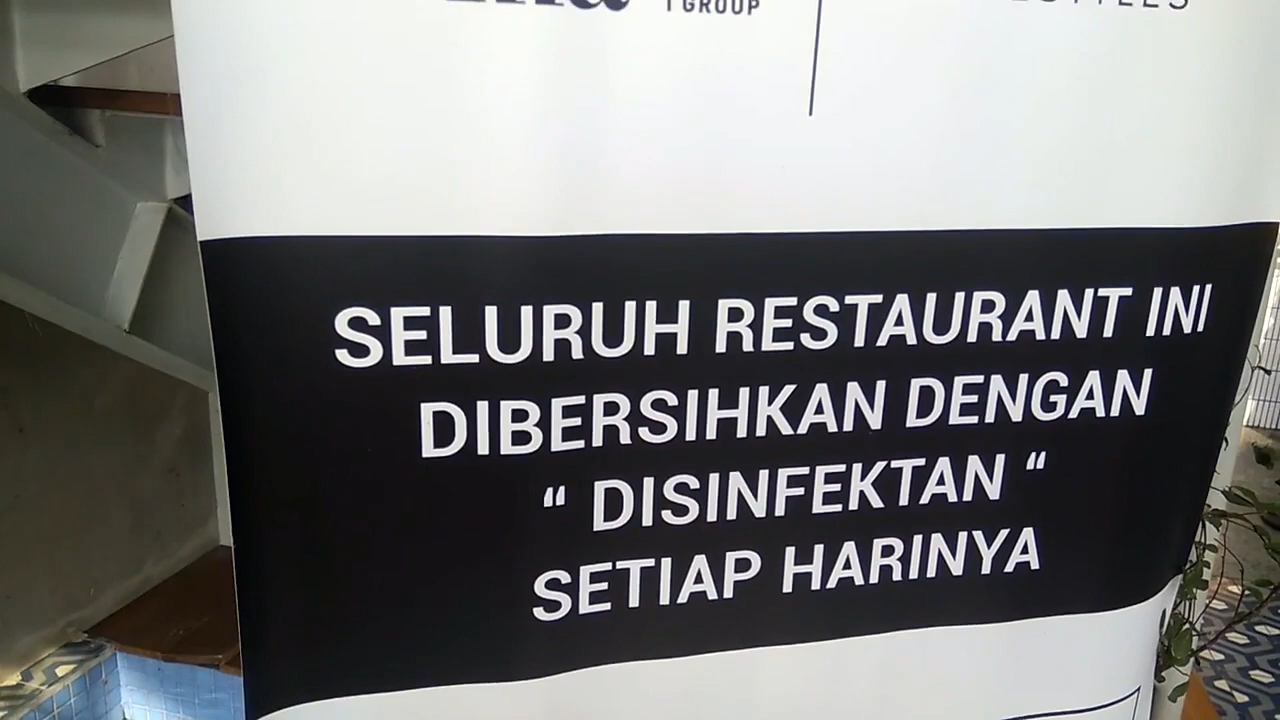 GROUP
SELURUH RESTAURANT INI
DIBERSIHKAN DENGAN
“ DISINFEKTAN “
SETIAP HARINYA